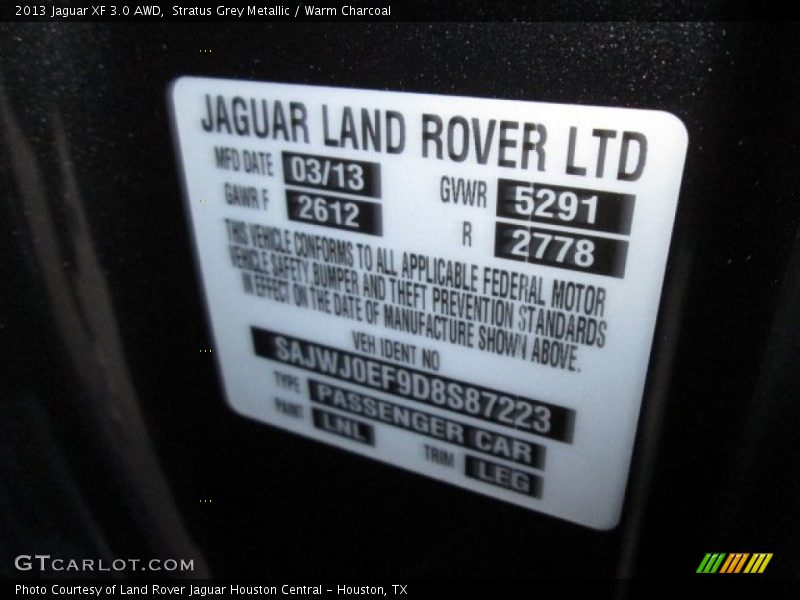 2013 Jaguar XF 3.0 AWD, Stratus Grey Metallic / Warm Charcoal
JAGUAR LAND ROVER LTD
MFD DATE 03/13 GVWR 5291
GAWR F 2612 R 2778
THIS VEHICLE CONFORMS TO ALL APPLICABLE FEDERAL MOTOR
VEHICLE SAFETY,BUMPER AND THEFT PREVENTION STANDARDS
IN EFFECT ON THE DATE OF MANUFACTURE SHOWN ABOVE.
VEH IDENT NO
SAJWJ0EF9D8S87223
TYPE PASSENGER CAR
PAINT LNL TRIM LEG
GTCARLOT.COM
Photo Courtesy of Land Rover Jaguar Houston Central - Houston, TX